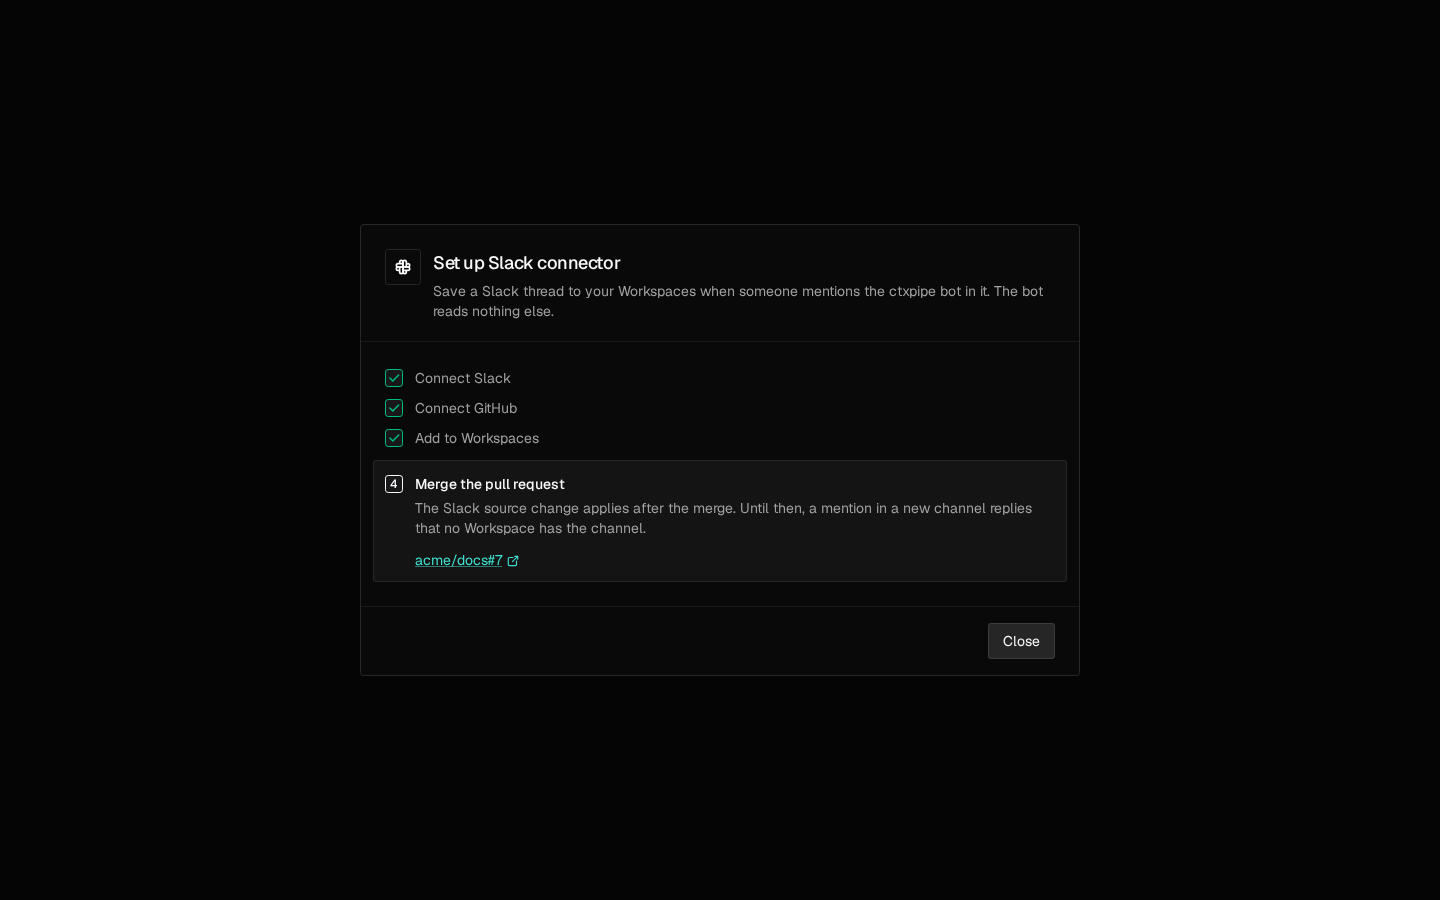 Set up Slack connector
Save a Slack thread to your Workspaces when someone mentions the ctxpipe bot in it. The bot
reads nothing else.
Connect Slack
Connect GitHub
Add to Workspaces
4 Merge the pull request
The Slack source change applies after the merge. Until then, a mention in a new channel replies
that no Workspace has the channel.
acme/docs#7
Close